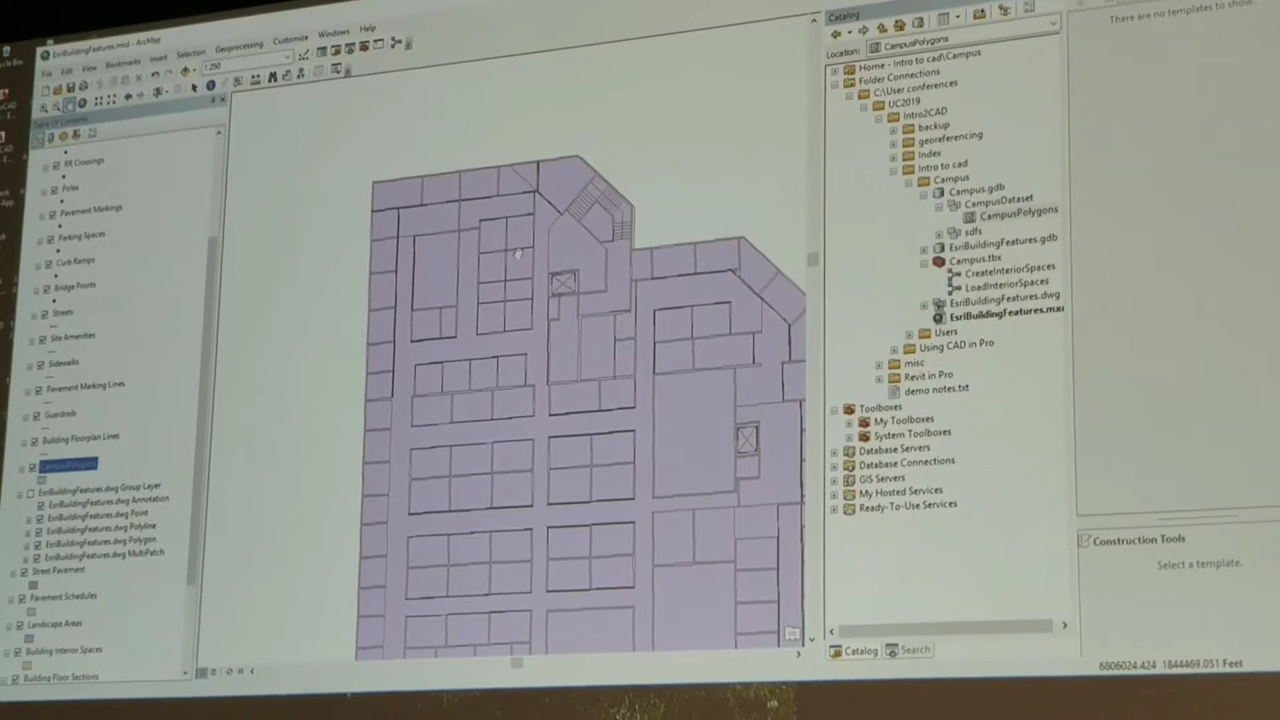 EsriBuildingFeatures.mxd - ArcMap
File Edit View Bookmarks Insert Selection Geoprocessing Customize Windows Help
1:250
Table Of Contents
RR Crossings
Poles
Pavement Markings
Parking Spaces
Curb Ramps
Bridge Points
Streets
Site Amenities
Sidewalks
Pavement Marking Lines
Guardrails
Building Floorplan Lines
CampusPolygons
EsriBuildingFeatures.dwg Group Layer
EsriBuildingFeatures.dwg Annotation
EsriBuildingFeatures.dwg Point
EsriBuildingFeatures.dwg Polyline
EsriBuildingFeatures.dwg Polygon
EsriBuildingFeatures.dwg MultiPatch
Street Pavement
Pavement Schedules
Landscape Areas
Building Interior Spaces
Building Floor Sections
Catalog
Location: CampusPolygons
Home - Intro to cad\Campus
Folder Connections
C:\User conferences
UC2019
Intro2CAD
backup
georeferencing
Index
Intro to cad
Campus
Campus.gdb
CampusDataset
CampusPolygons
sdfs
EsriBuildingFeatures.gdb
Campus.tbx
CreateInteriorSpaces
LoadInteriorSpaces
EsriBuildingFeatures.dwg
EsriBuildingFeatures.mx
Users
Using CAD in Pro
misc
Revit in Pro
demo notes.txt
Toolboxes
My Toolboxes
System Toolboxes
Database Servers
Database Connections
GIS Servers
My Hosted Services
Ready-To-Use Services
Catalog Search
There are no templates to show.
Construction Tools
Select a template.
6806024.424 1844469.051 Feet